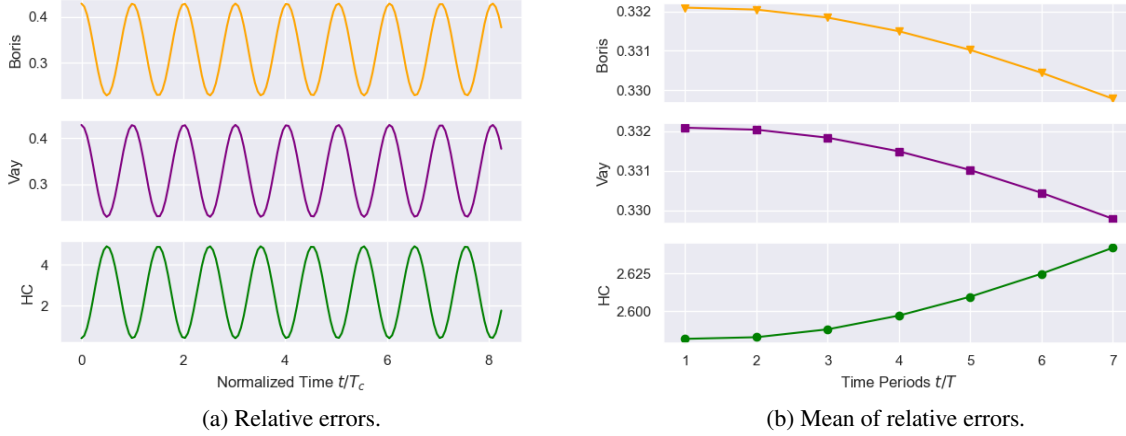 0.4
0.3
Boris
0.4
0.3
Vay
4
2
HC
0 2 4 6 8
Normalized Time t/T_c
(a) Relative errors.
0.332
0.331
0.330
Boris
0.332
0.331
0.330
Vay
2.625
2.600
HC
1 2 3 4 5 6 7
Time Periods t/T
(b) Mean of relative errors.